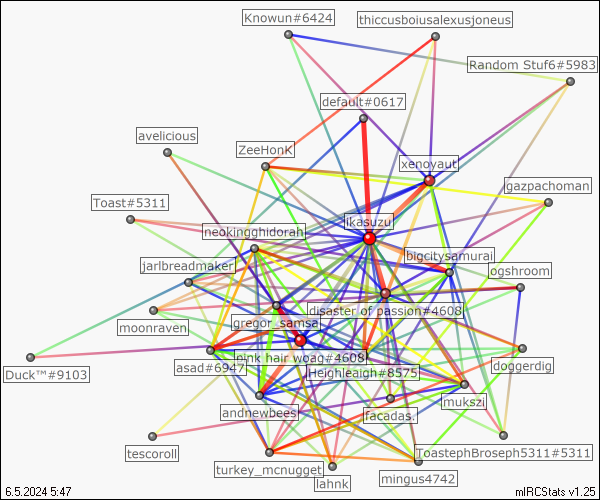 Knowun#6424
thiccusboiusalexusjoneus
Random Stuf6#5983
default#0617
avelicious
ZeeHonK
xenoyaut
gazpachoman
Toast#5311
ikasuzu
neokingghidorah
bigcitysamurai
jarlbreadmaker
ogshroom
disaster of passion#4608
moonraven
gregor_samsa
pink hair woag#4608
asad#6947
Heighleaigh#8575
doggerdig
Duck™#9103
mukszi
andnewbees
facadas.
tescoroll
ToastephBroseph5311#5311
turkey_mcnugget
mingus4742
lahnk
6.5.2024 5:47
mIRCStats v1.25